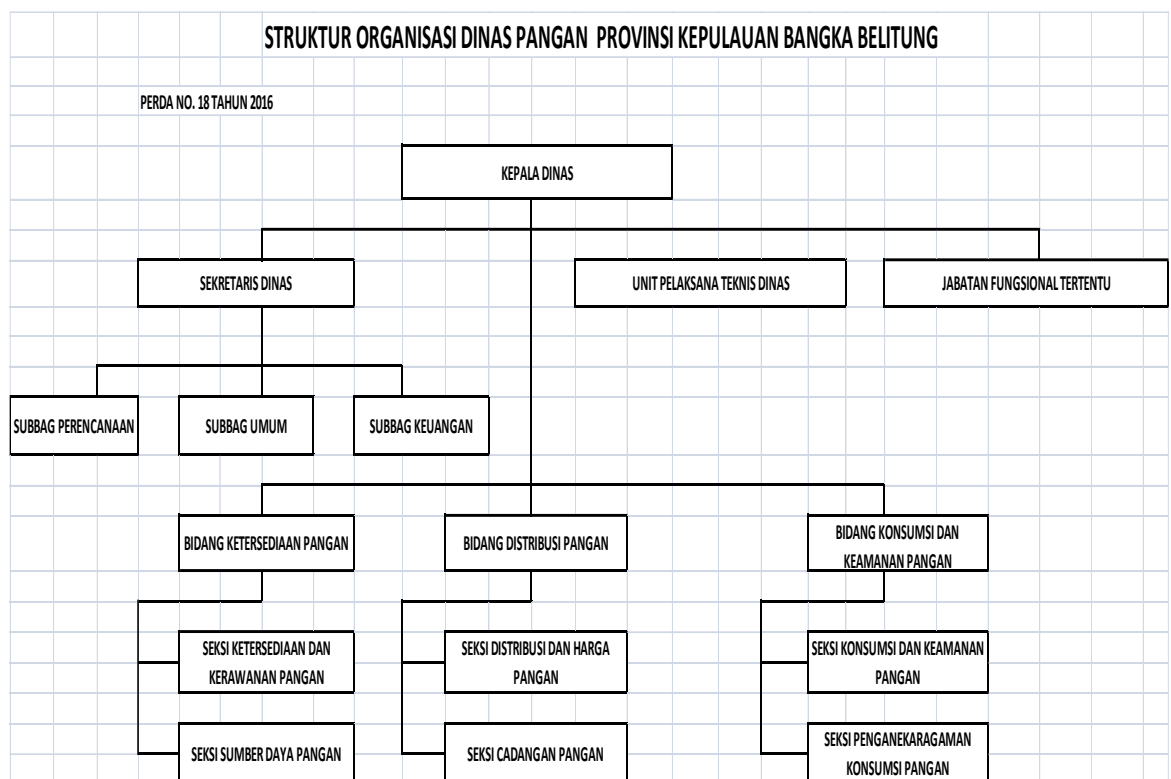 STRUKTUR ORGANISASI DINAS PANGAN PROVINSI KEPULAUAN BANGKA BELITUNG
PERDA NO. 18 TAHUN 2016
KEPALA DINAS
SEKRETARIS DINAS
UNIT PELAKSANA TEKNIS DINAS
JABATAN FUNGSIONAL TERTENTU
SUBBAG PERENCANAAN
SUBBAG UMUM
SUBBAG KEUANGAN
BIDANG KETERSEDIAAN PANGAN
BIDANG DISTRIBUSI PANGAN
BIDANG KONSUMSI DAN
KEAMANAN PANGAN
SEKSI KETERSEDIAAN DAN
KERAWANAN PANGAN
SEKSI DISTRIBUSI DAN HARGA
PANGAN
SEKSI KONSUMSI DAN KEAMANAN
PANGAN
SEKSI SUMBER DAYA PANGAN
SEKSI CADANGAN PANGAN
SEKSI PENGANEKARAGAMAN
KONSUMSI PANGAN